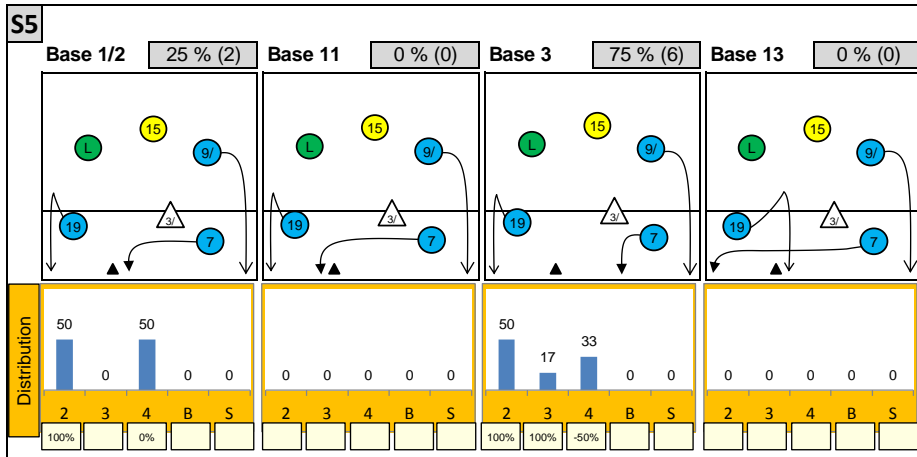 S5
Base 1/2 25 % (2) Base 11 0 % (0) Base 3 75 % (6) Base 13 0 % (0)
15 15 15 15
L 9/ L 9/ L 9/ L 9/
19 3/ 7 19 3/ 7 19 3/ 7 19 3/ 7
Distribution
50 0 50 0 0 0 0 0 0 0 50 17 33 0 0 0 0 0 0 0
2 3 4 B S 2 3 4 B S 2 3 4 B S 2 3 4 B S
100% 0% 100% 100% -50%